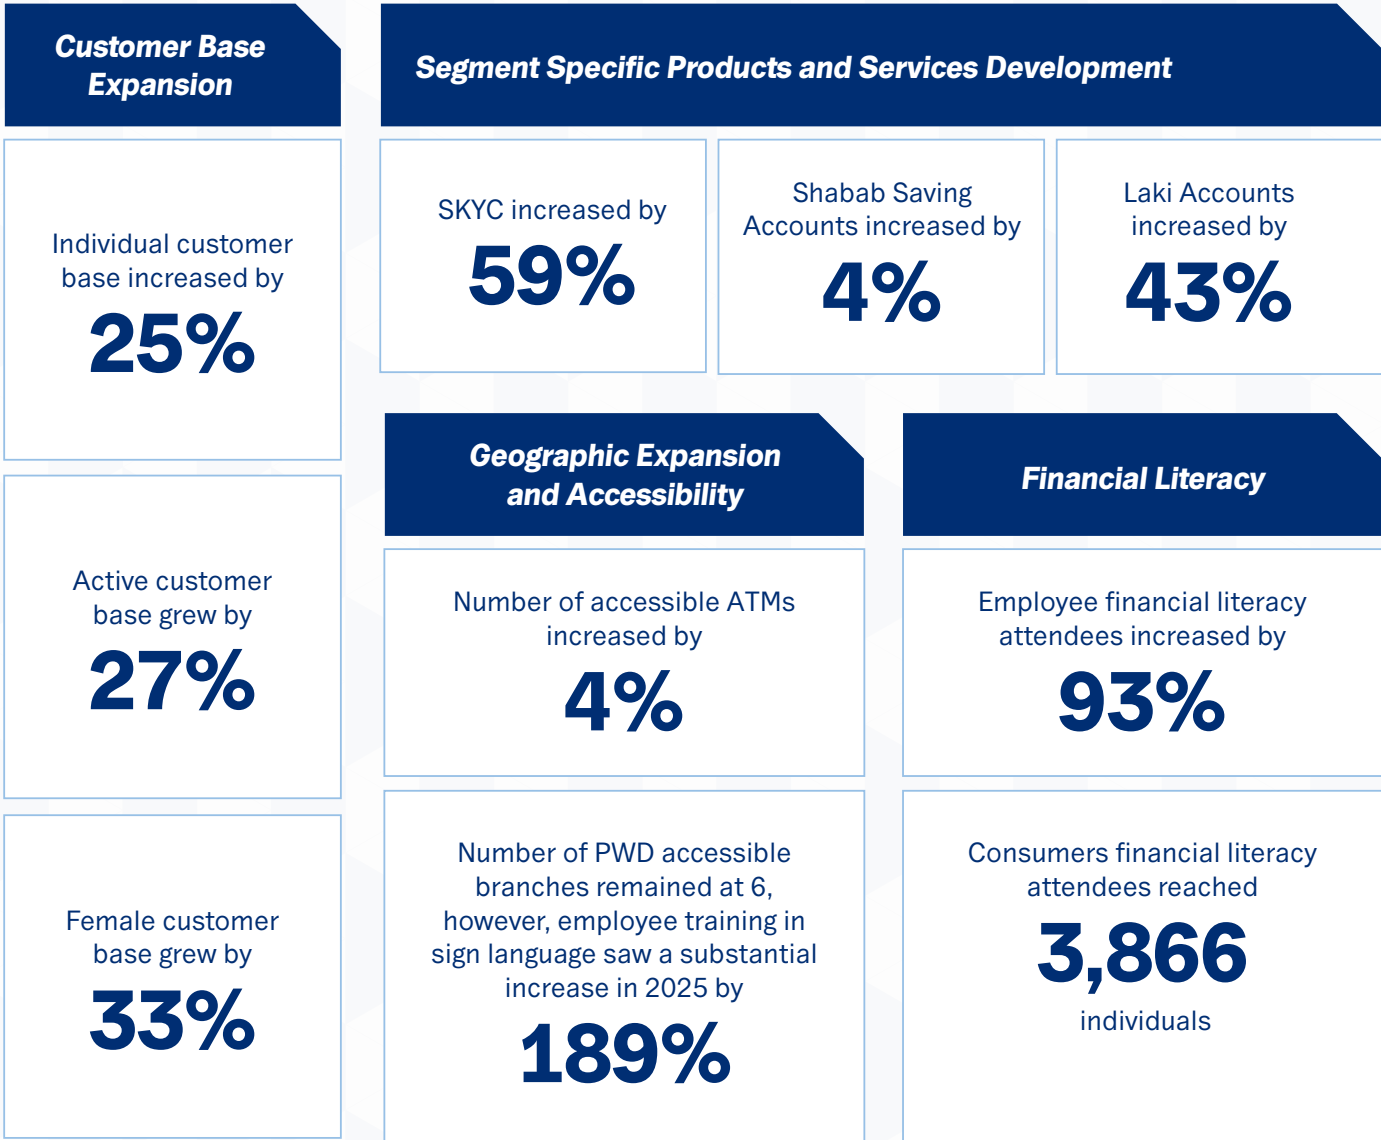 Customer Base
Expansion
Individual customer
base increased by
25%
Active customer
base grew by
27%
Female customer
base grew by
33%
Segment Specific Products and Services Development
SKYC increased by
59%
Shabab Saving
Accounts increased by
4%
Laki Accounts
increased by
43%
Geographic Expansion
and Accessibility
Number of accessible ATMs
increased by
4%
Number of PWD accessible
branches remained at 6,
however, employee training in
sign language saw a substantial
increase in 2025 by
189%
Financial Literacy
Employee financial literacy
attendees increased by
93%
Consumers financial literacy
attendees reached
3,866
individuals